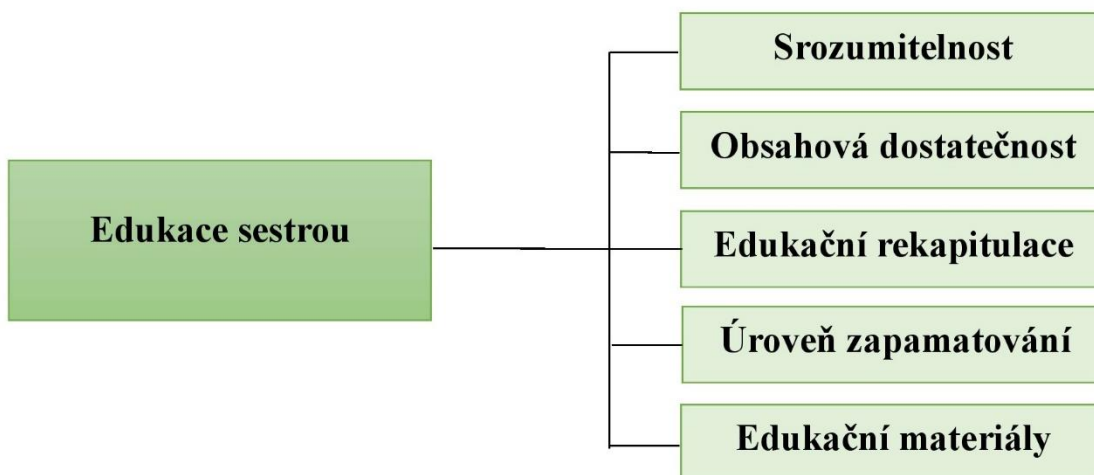 Edukace sestrou
Srozumitelnost
Obsahová dostatečnost
Edukační rekapitulace
Úroveň zapamatování
Edukační materiály